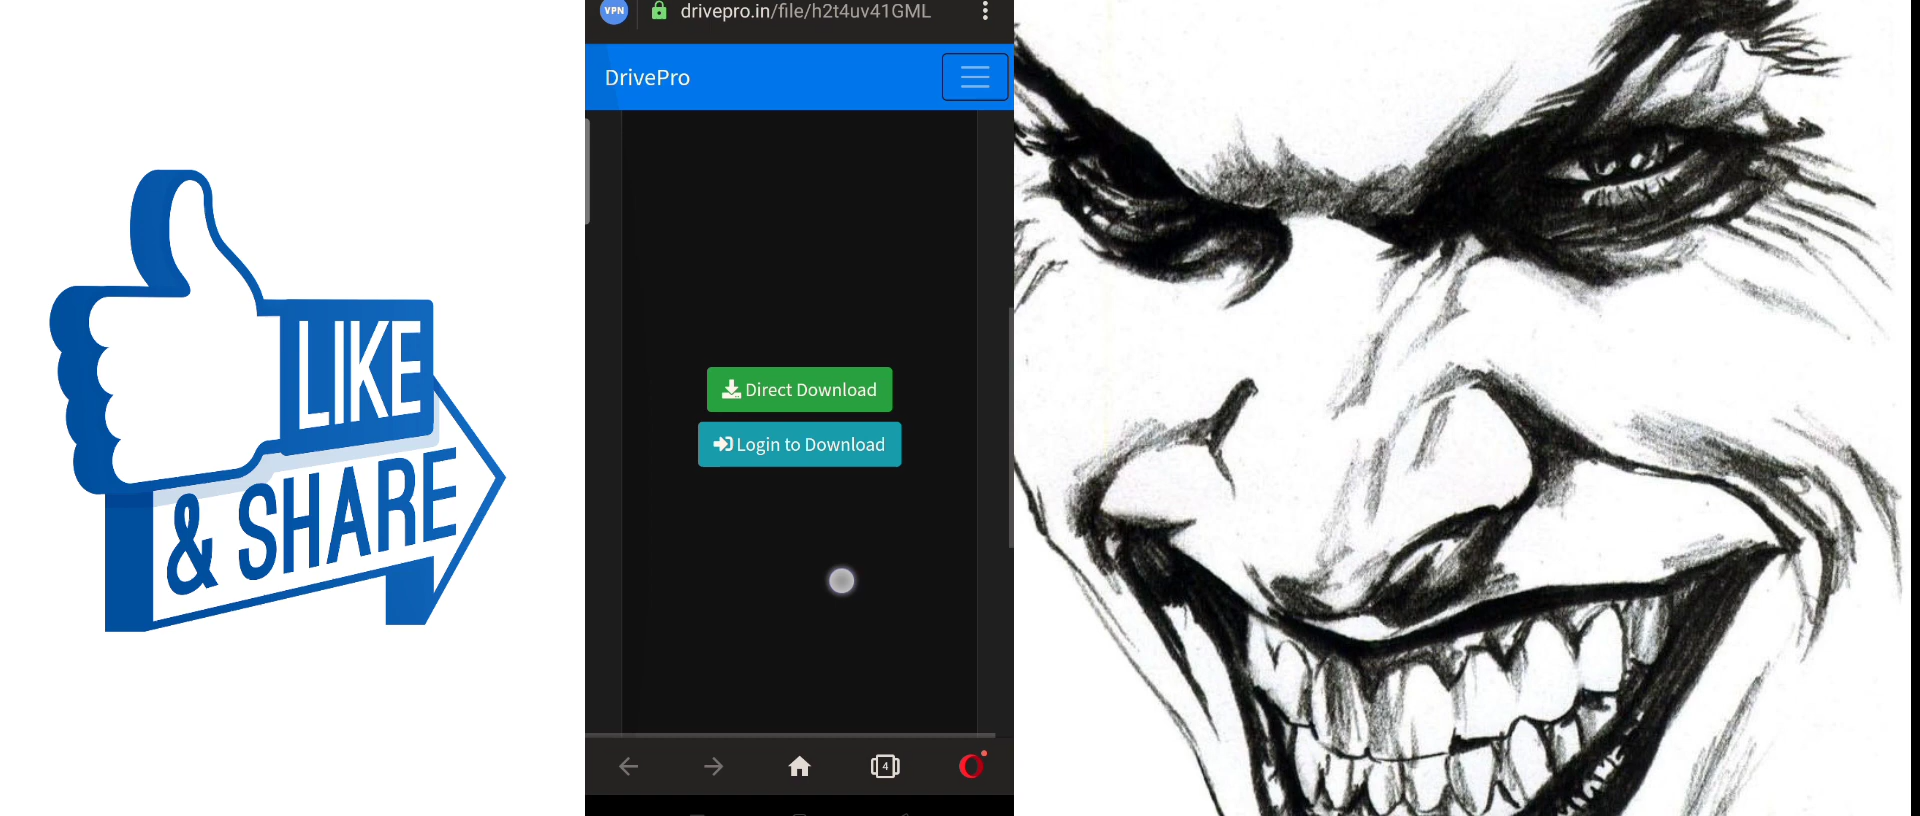 LIKE
& SHARE
VPN
drivepro.in/file/h2t4uv41GML
DrivePro
Direct Download
Login to Download
4